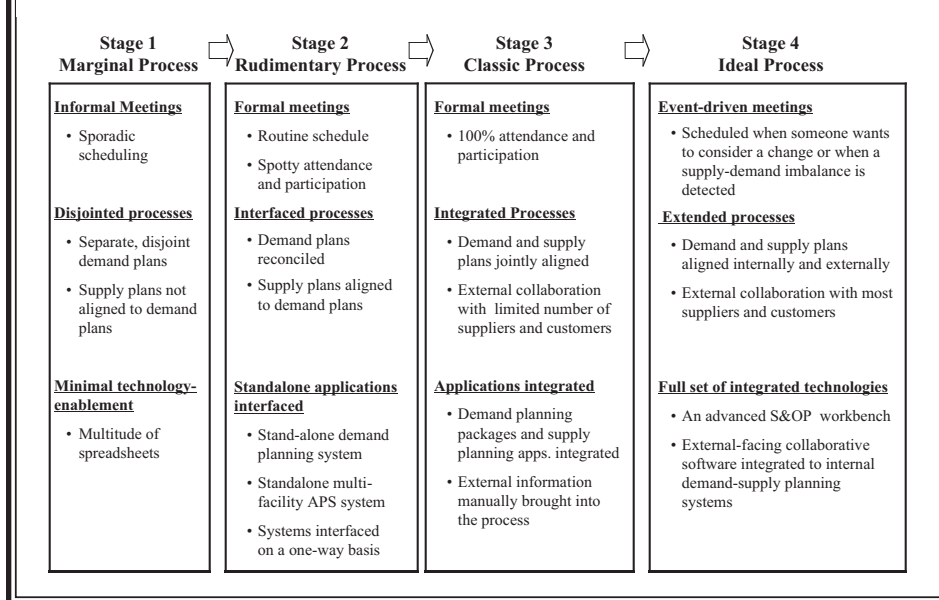 Stage 1
Marginal Process
Stage 2
Rudimentary Process
Stage 3
Classic Process
Stage 4
Ideal Process
Informal Meetings
• Sporadic
scheduling
Disjointed processes
• Separate, disjoint
demand plans
• Supply plans not
aligned to demand
plans
Minimal technology-
enablement
• Multitude of
spreadsheets
Formal meetings
• Routine schedule
• Spotty attendance
and participation
Interfaced processes
• Demand plans
reconciled
• Supply plans aligned
to demand plans
Standalone applications
interfaced
• Stand-alone demand
planning system
• Standalone multi-
facility APS system
• Systems interfaced
on a one-way basis
Formal meetings
• 100% attendance and
participation
Integrated Processes
• Demand and supply
plans jointly aligned
• External collaboration
with limited number of
suppliers and customers
Applications integrated
• Demand planning
packages and supply
planning apps. integrated
• External information
manually brought into
the process
Event-driven meetings
• Scheduled when someone wants
to consider a change or when a
supply-demand imbalance is
detected
Extended processes
• Demand and supply plans
aligned internally and externally
• External collaboration with most
suppliers and customers
Full set of integrated technologies
• An advanced S&OP workbench
• External-facing collaborative
software integrated to internal
demand-supply planning
systems